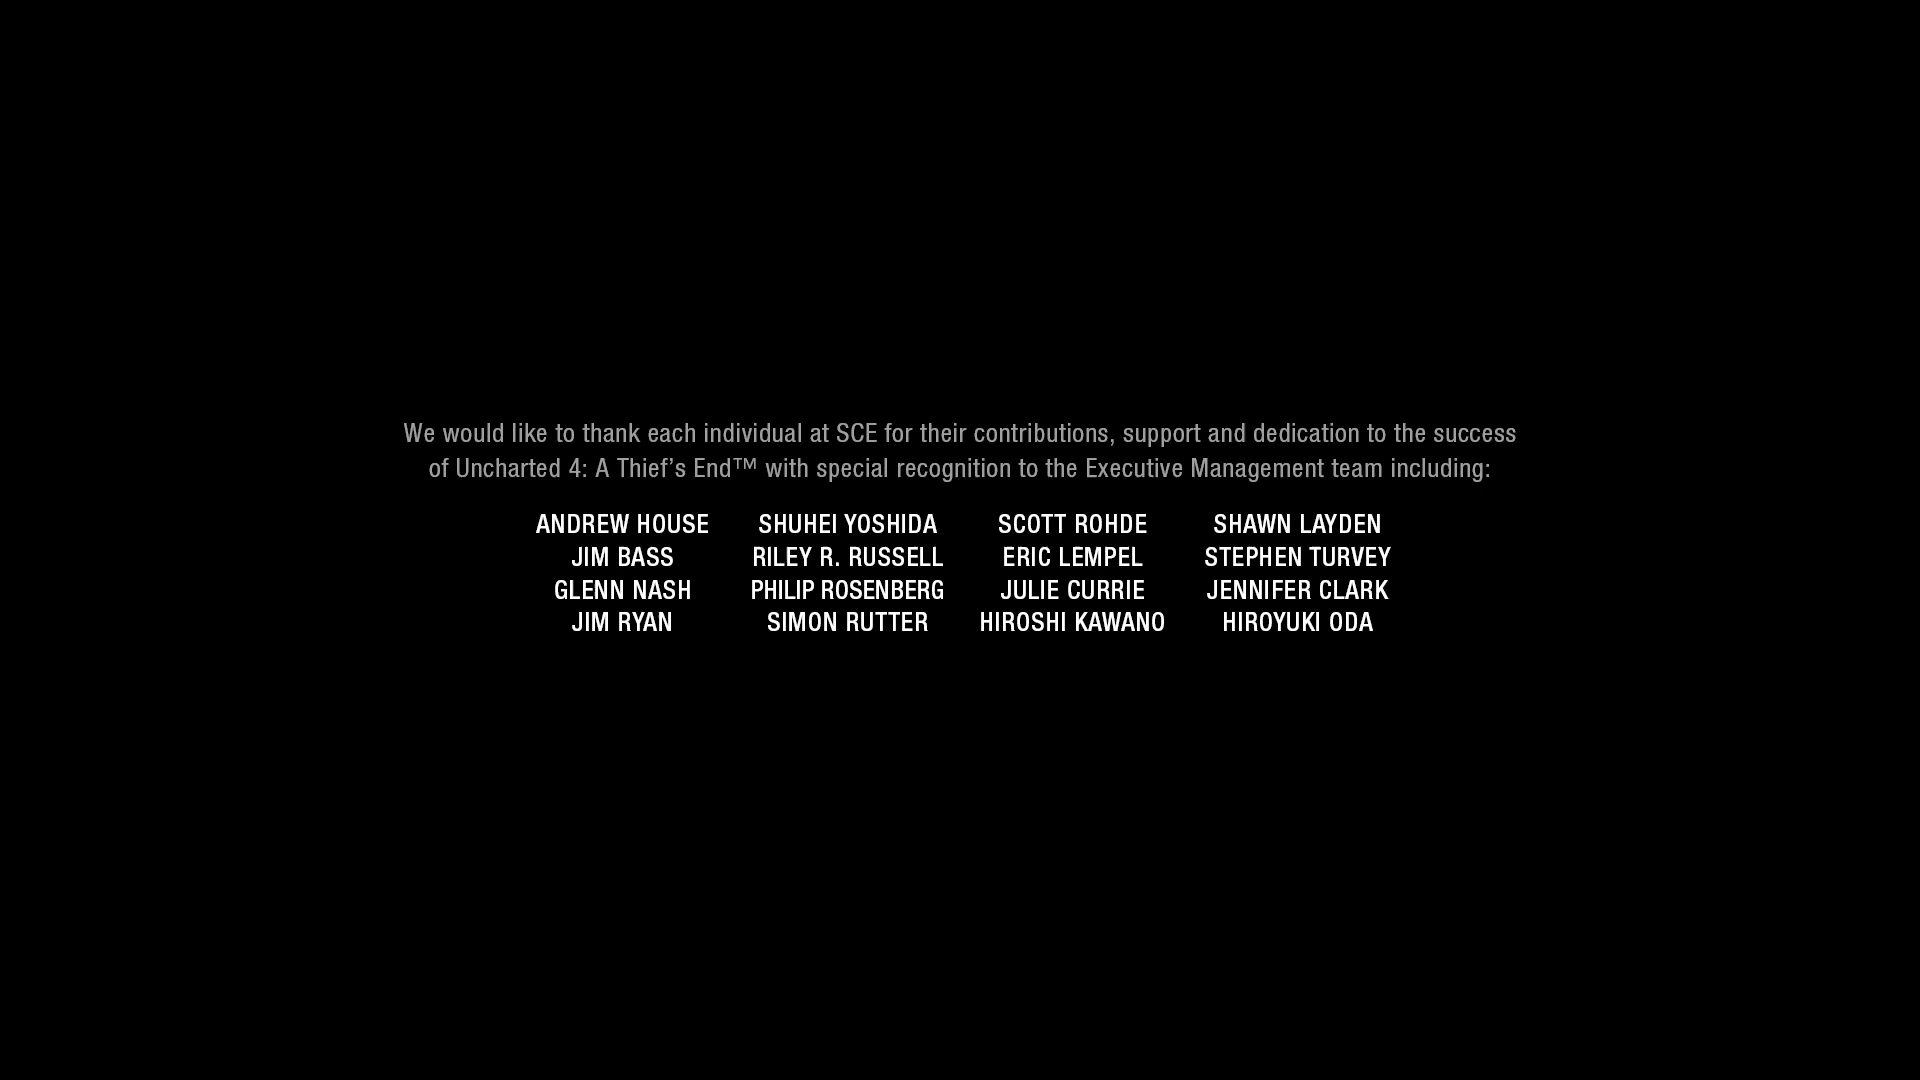 We would like to thank each individual at SCE for their contributions, support and dedication to the success
of Uncharted 4: A Thief’s End™ with special recognition to the Executive Management team including:
ANDREW HOUSE SHUHEI YOSHIDA SCOTT ROHDE SHAWN LAYDEN
JIM BASS RILEY R. RUSSELL ERIC LEMPEL STEPHEN TURVEY
GLENN NASH PHILIP ROSENBERG JULIE CURRIE JENNIFER CLARK
JIM RYAN SIMON RUTTER HIROSHI KAWANO HIROYUKI ODA